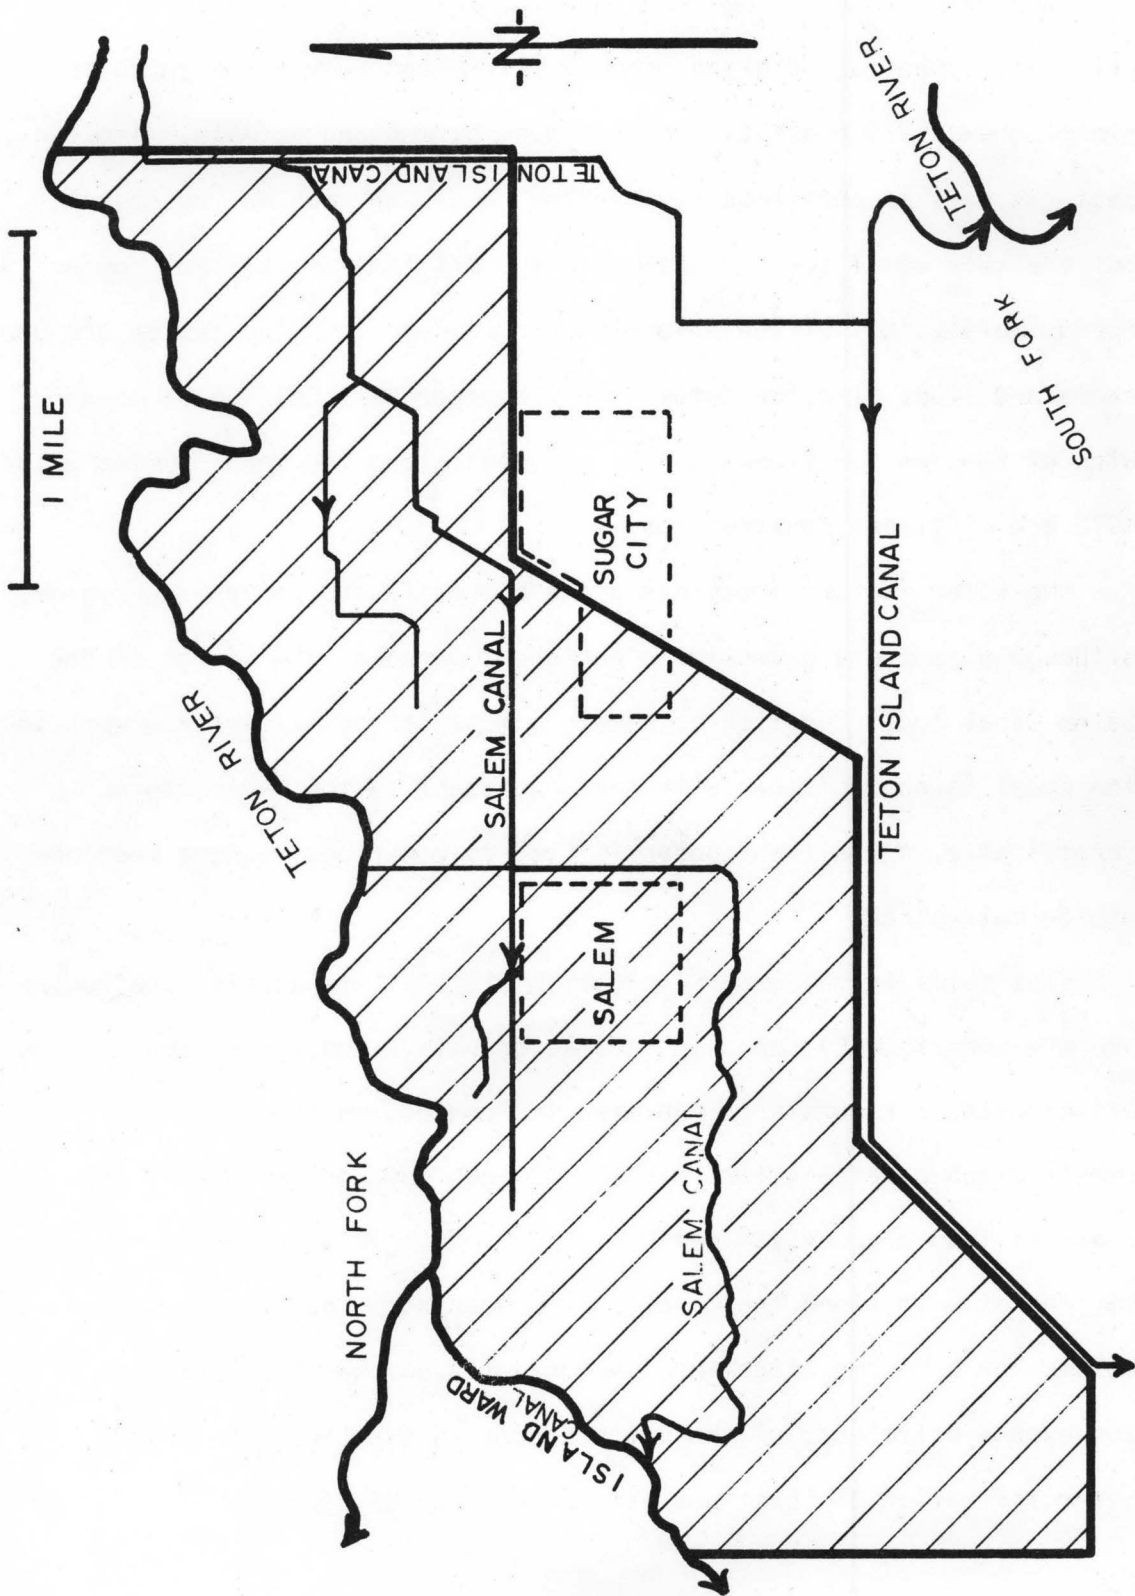 N
TETON RIVER
TETON ISLAND CANAL
1 MILE
SOUTH FORK
SUGAR
CITY
SALEM CANAL
TETON RIVER
TETON ISLAND CANAL
SALEM
NORTH FORK
SALEM CANAL
ISLAND WARD
CANAL